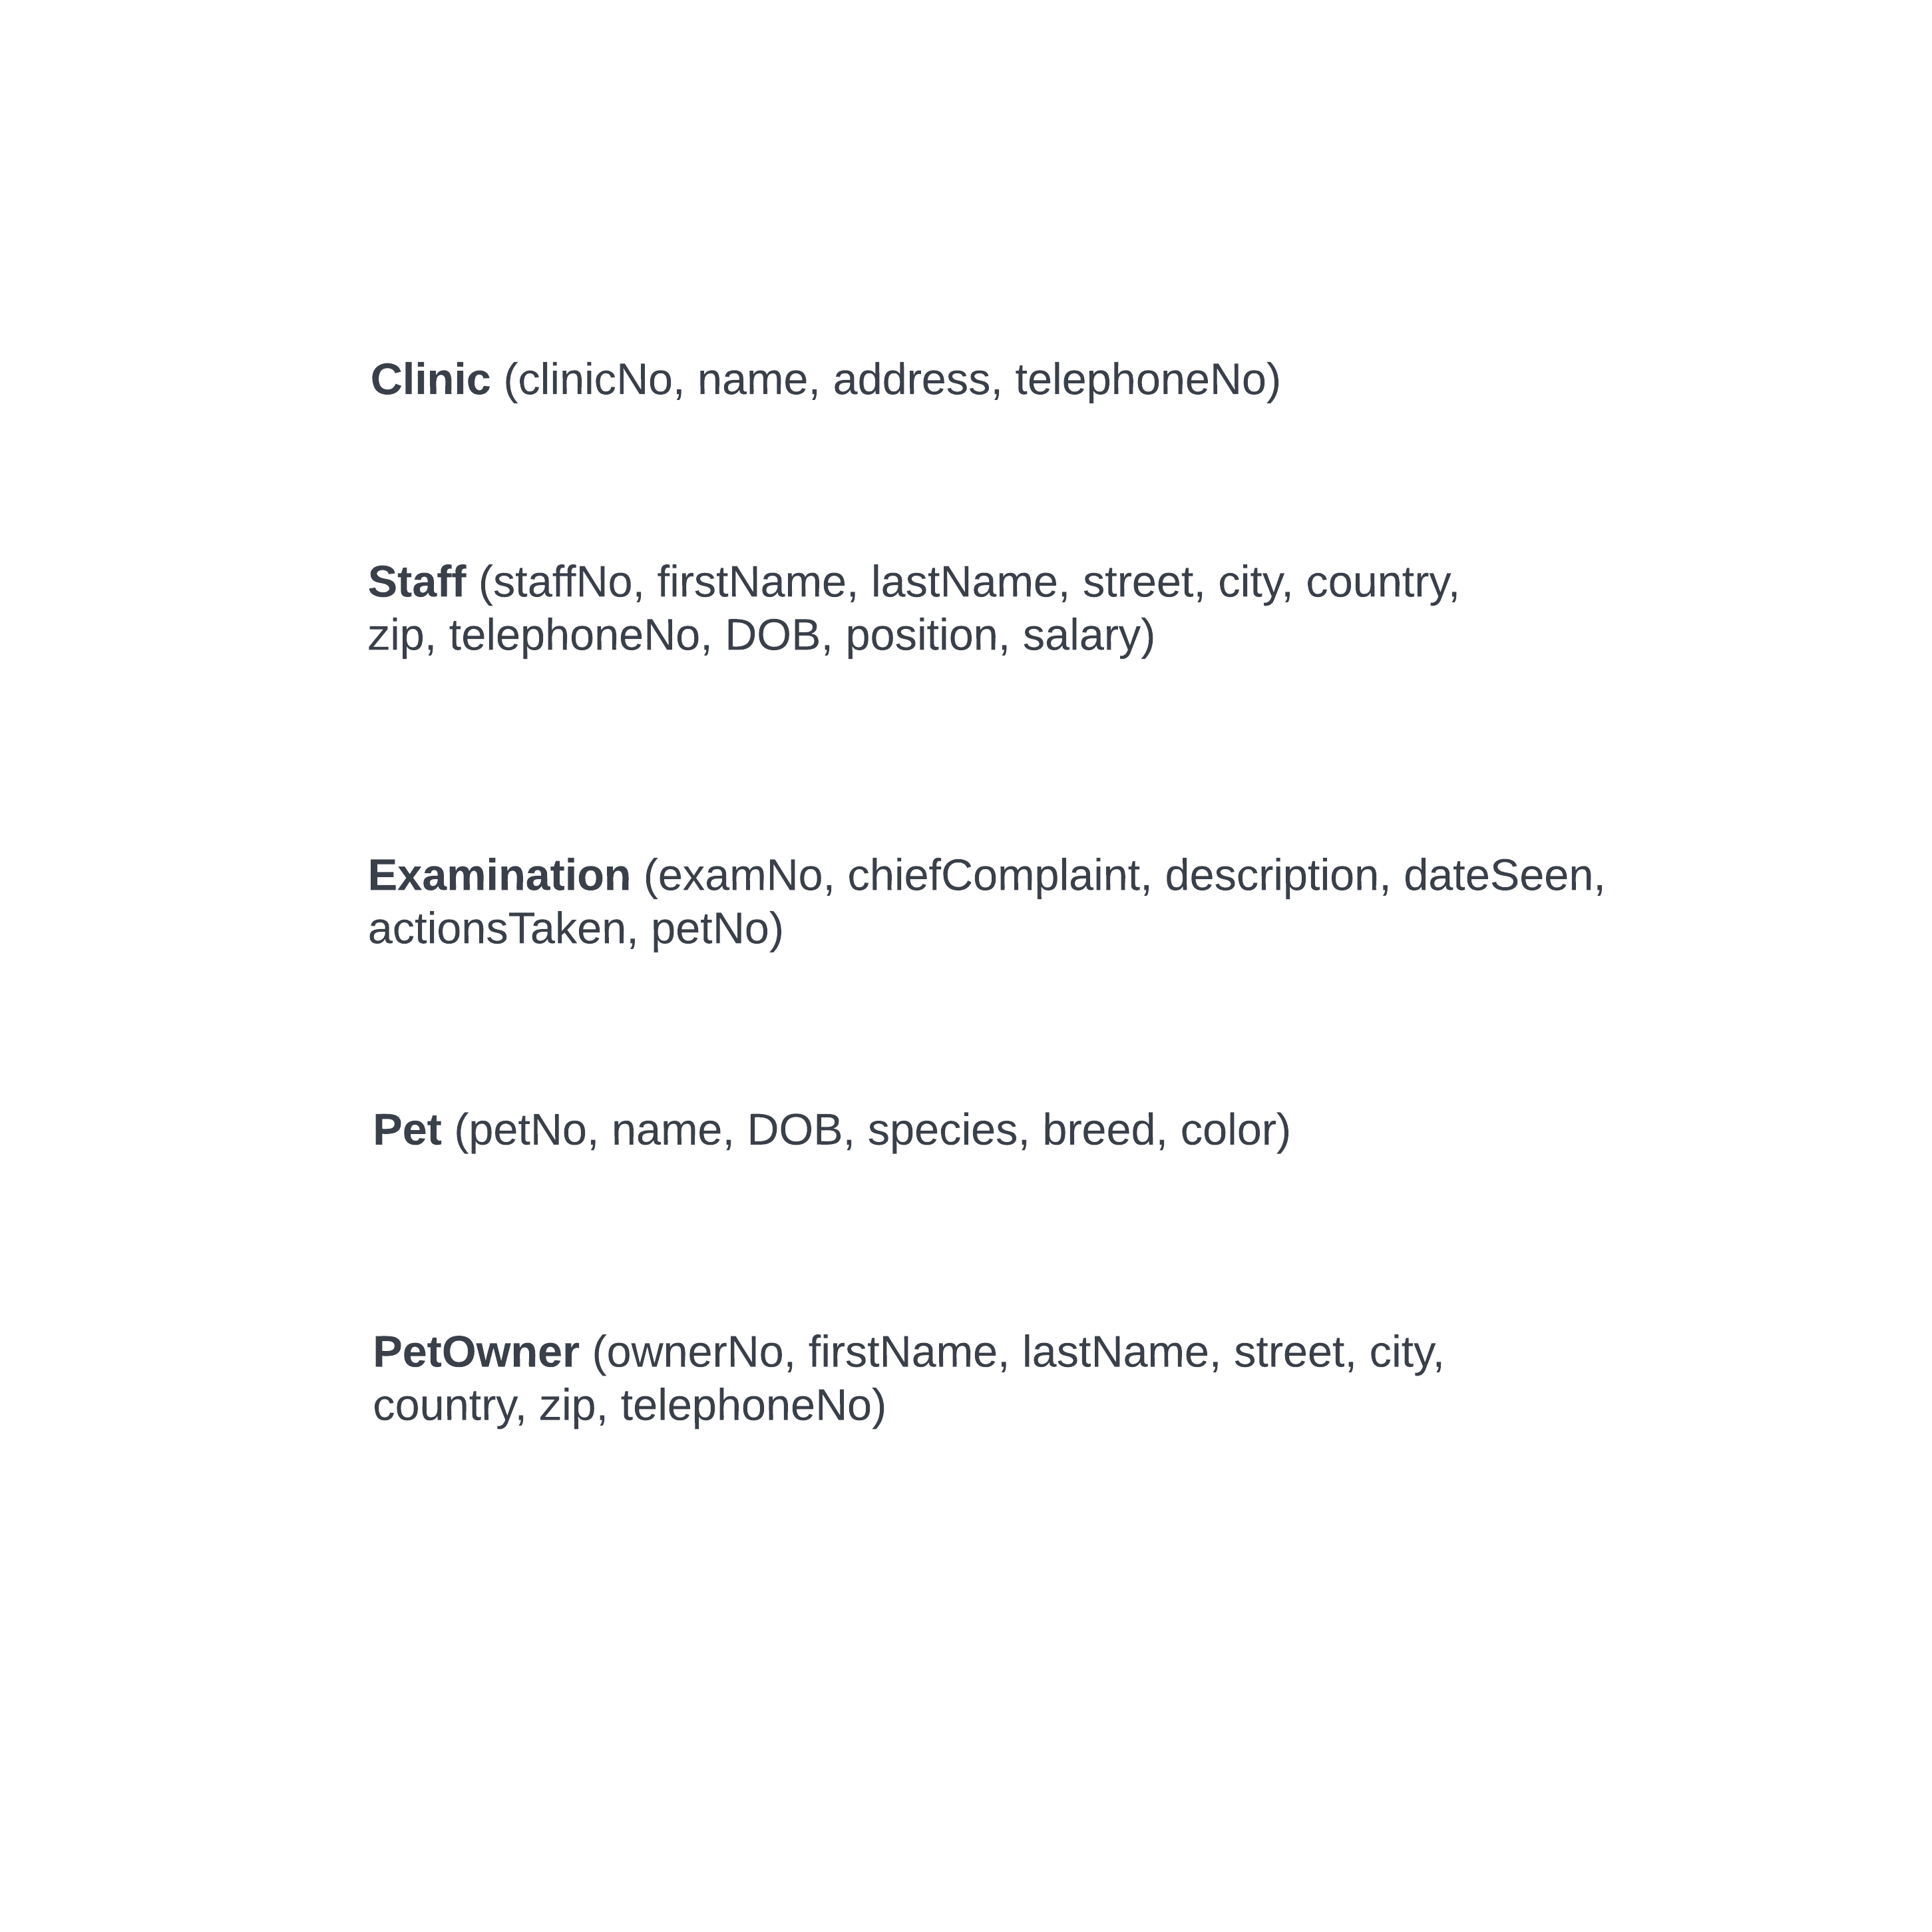 Clinic (clinicNo, name, address, telephoneNo)
Staff (staffNo, firstName, lastName, street, city, country,
zip, telephoneNo, DOB, position, salary)
Examination (examNo, chiefComplaint, description, dateSeen,
actionsTaken, petNo)
Pet (petNo, name, DOB, species, breed, color)
PetOwner (ownerNo, firstName, lastName, street, city,
country, zip, telephoneNo)